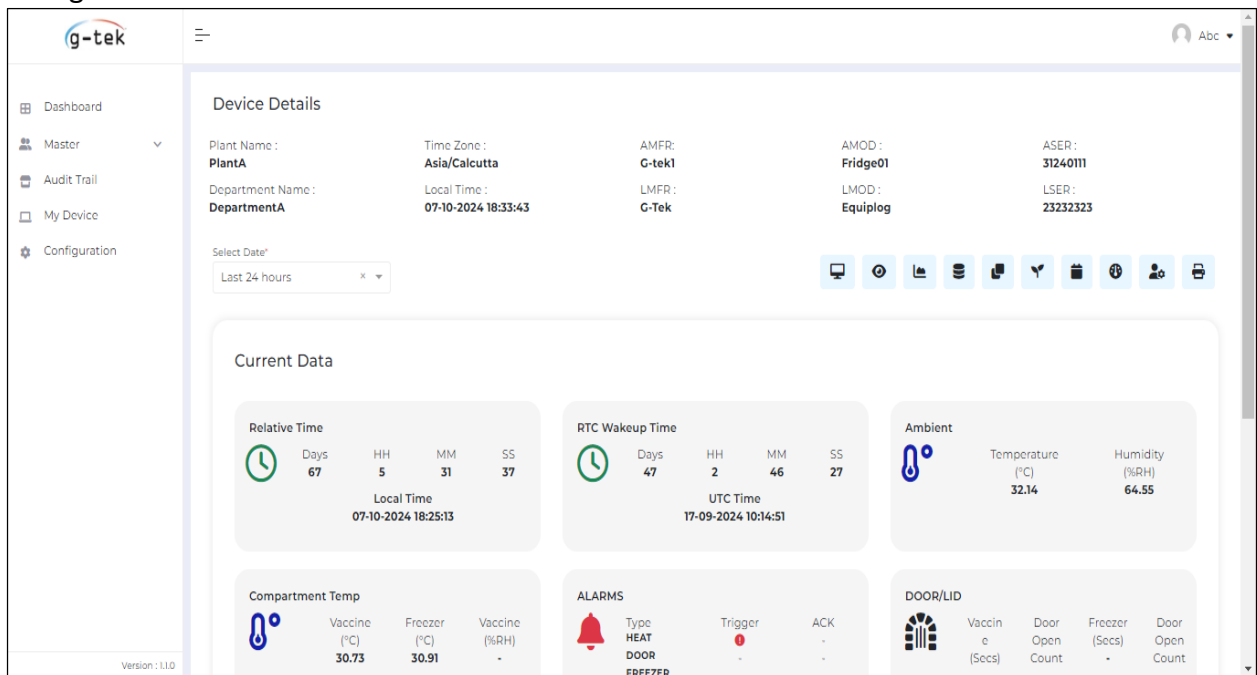 g-tek
Abc
Dashboard
Master
Audit Trail
My Device
Configuration
Version : 1.1.0
Device Details
Plant Name : Time Zone : AMFR: AMOD : ASER :
PlantA Asia/Calcutta G-tek1 Fridge01 31240111
Department Name : Local Time : LMFR : LMOD : LSER :
DepartmentA 07-10-2024 18:33:43 G-Tek Equiplog 23232323
Select Date*
Last 24 hours × 
Current Data
Relative Time
Days HH MM SS
67 5 31 37
Local Time
07-10-2024 18:25:13
RTC Wakeup Time
Days HH MM SS
47 2 46 27
UTC Time
17-09-2024 10:14:51
Ambient
Temperature Humidity
(°C) (%RH)
32.14 64.55
Compartment Temp
Vaccine Freezer Vaccine
(°C) (°C) (%RH)
30.73 30.91 -
ALARMS
Type Trigger ACK
HEAT -
DOOR - -
FREEZER
DOOR/LID
Vaccin Door Freezer Door
e Open (Secs) Open
(Secs) Count - Count